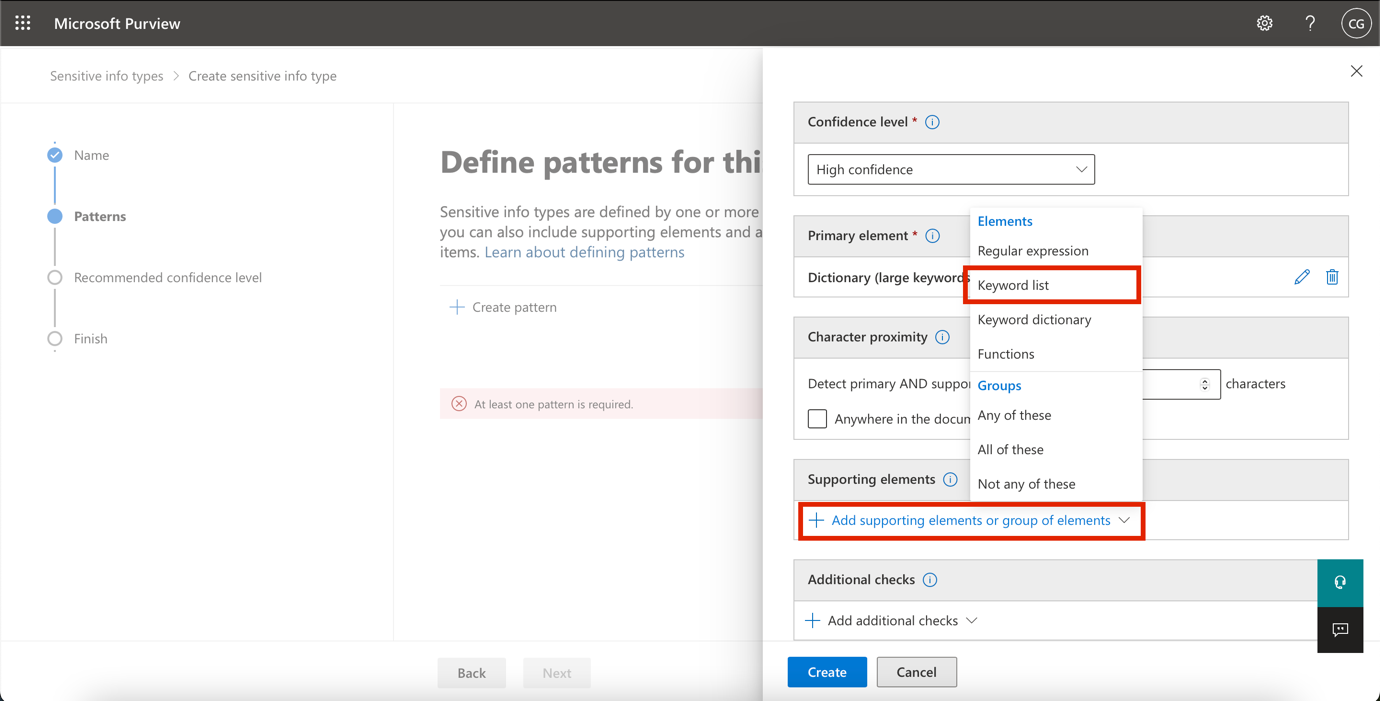 Microsoft Purview
CG
Sensitive info types
Create sensitive info type
Name
Patterns
Recommended confidence level
Finish
Define patterns for thi
Sensitive info types are defined by one or more
you can also include supporting elements and a
items. Learn about defining patterns
Create pattern
At least one pattern is required.
Back
Next
Confidence level *
High confidence
Primary element *
Dictionary (large keywords
Character proximity
Detect primary AND suppo
characters
Anywhere in the docum
Supporting elements
Elements
Regular expression
Keyword list
Keyword dictionary
Functions
Groups
Any of these
All of these
Not any of these
Add supporting elements or group of elements
Additional checks
Add additional checks
Create
Cancel